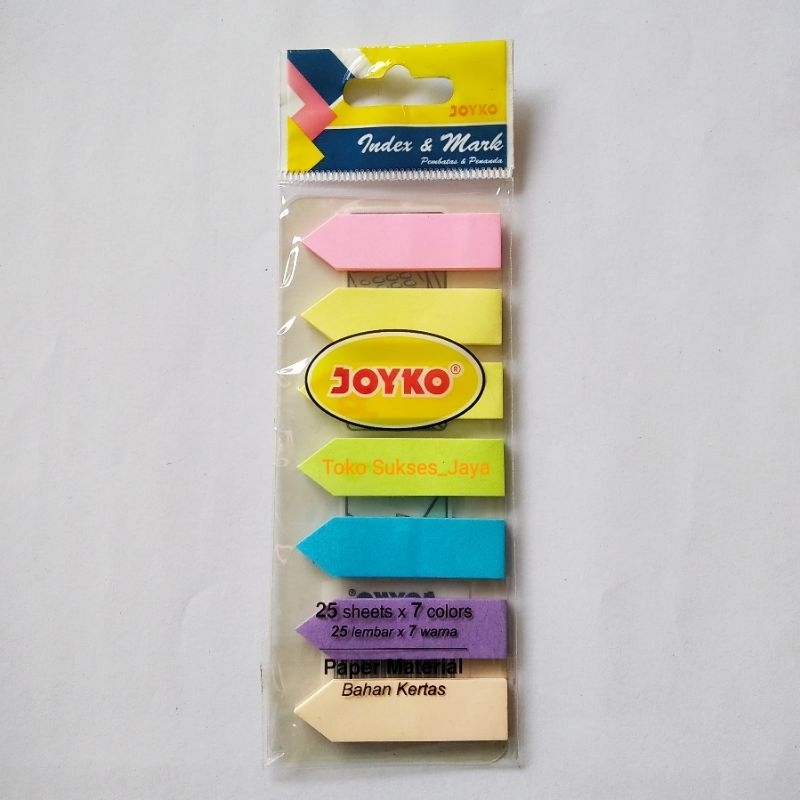 JOYKO
Index & Mark
Pembatas & Penanda
JOYKO®
Toko Sukses_Jaya
25 sheets x 7 colors
25 lembar x 7 warna
Paper Material
Bahan Kertas